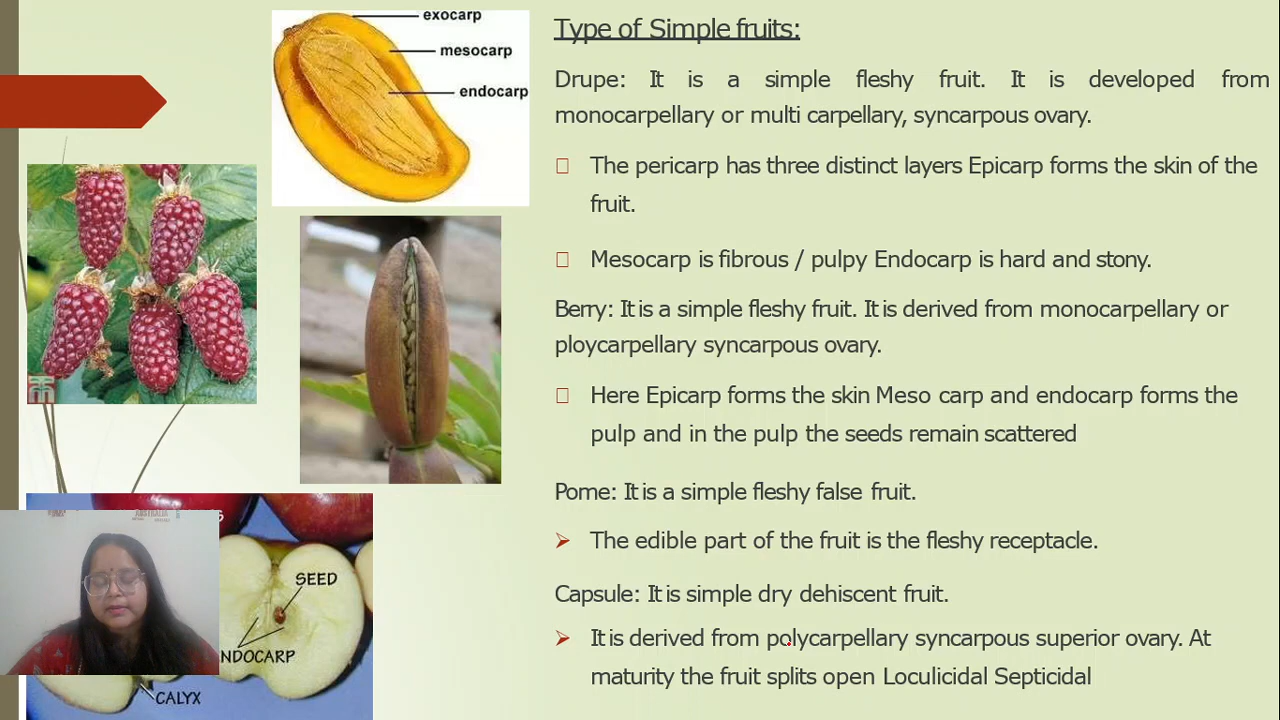 exocarp
mesocarp
endocarp
SEED
NDOCARP
CALYX
Type of Simple fruits:
Drupe: It is a simple fleshy fruit. It is developed from
monocarpellary or multi carpellary, syncarpous ovary.
The pericarp has three distinct layers Epicarp forms the skin of the
fruit.
Mesocarp is fibrous / pulpy Endocarp is hard and stony.
Berry: It is a simple fleshy fruit. It is derived from monocarpellary or
ploycarpellary syncarpous ovary.
Here Epicarp forms the skin Meso carp and endocarp forms the
pulp and in the pulp the seeds remain scattered
Pome: It is a simple fleshy false fruit.
The edible part of the fruit is the fleshy receptacle.
Capsule: It is simple dry dehiscent fruit.
It is derived from polycarpellary syncarpous superior ovary. At
maturity the fruit splits open Loculicidal Septicidal